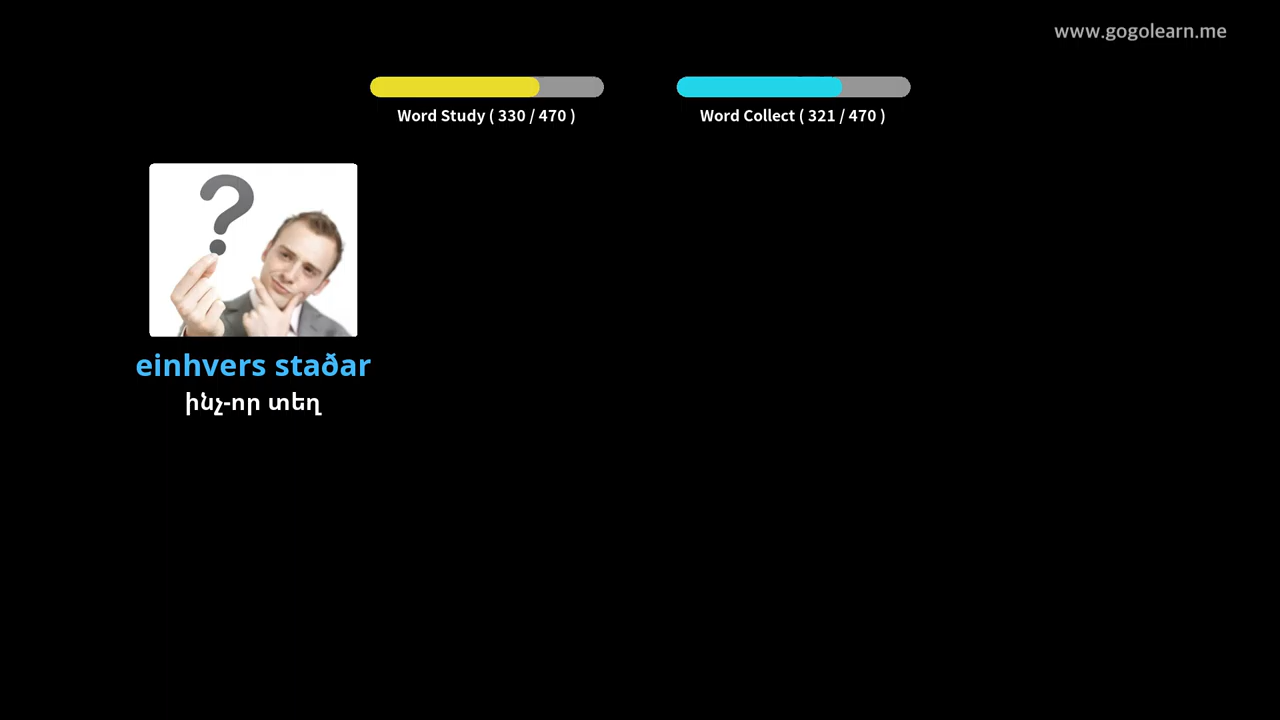 www.gogolearn.me
Word Study ( 330 / 470 )
Word Collect ( 321 / 470 )
?
einhvers staðar
ինչ-որ տեղ